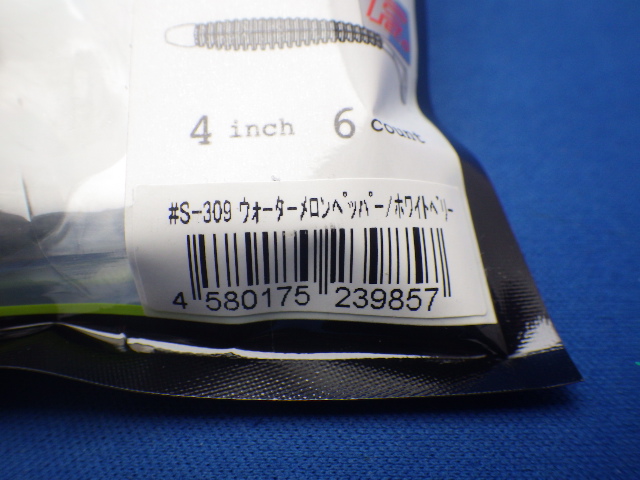 4 inch 6 count
#S-309 ウォーターメロンペッパー/ホワイトベリー
4 580175 239857